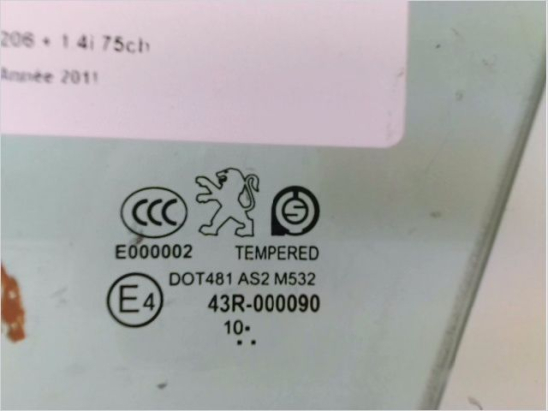 206 + 1.4i 75ch
Année 2011
CCC
E000002 TEMPERED
DOT481 AS2 M532
E4 43R-000090
10•
••